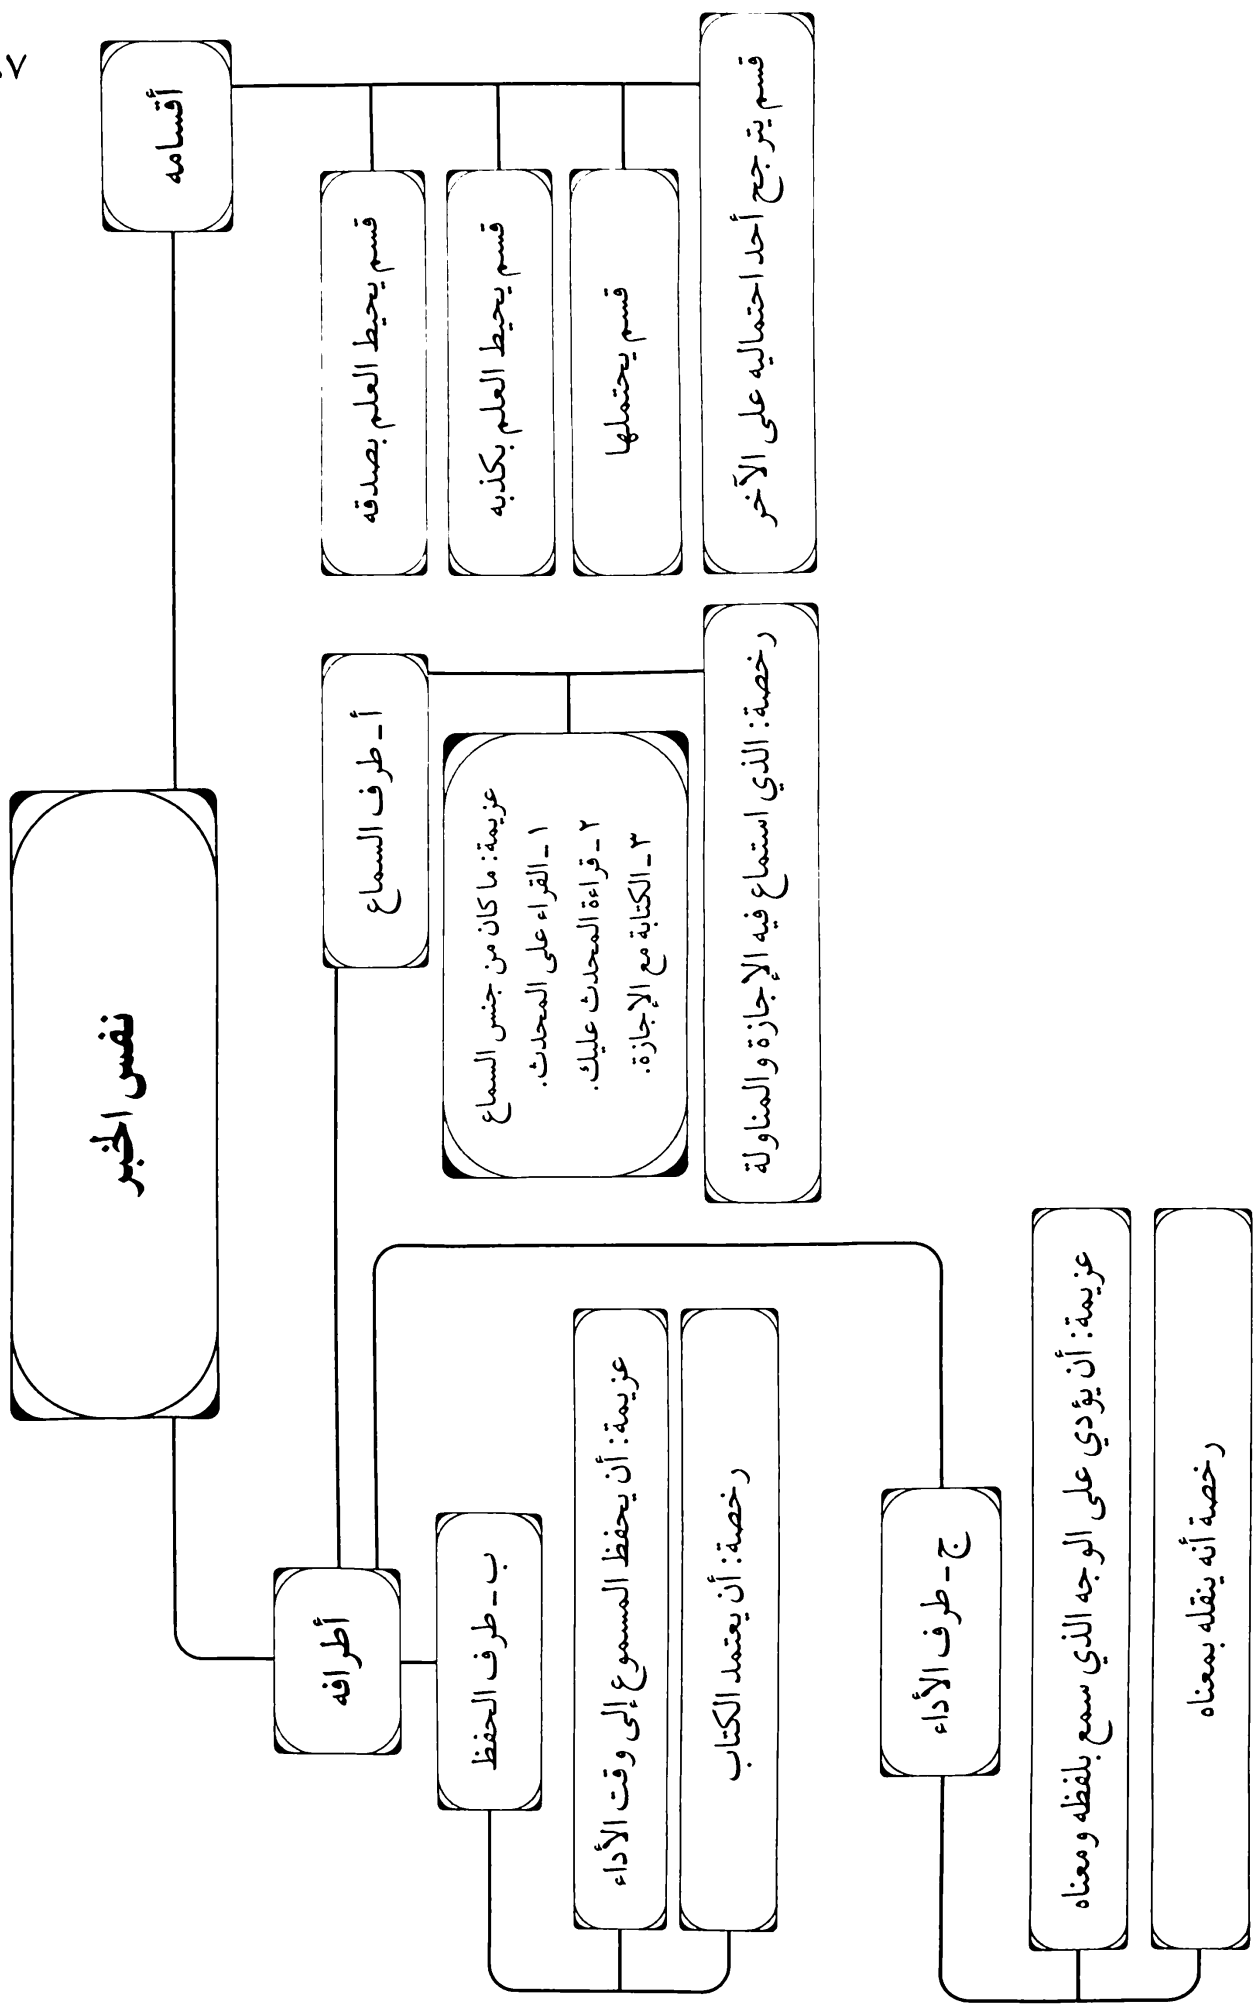 نفس الخبر
أقسامه
قسم يحيط العلم بصدقه
قسم يحيط العلم بكذبه
قسم يحتملها
قسم يترجح أحد احتماليه على الآخر
أطرافه
أ ـ طرف السماع
عزيمة: ما كان من جنس السماع
١ ـ القراء على المحدث.
٢ ـ قراءة المحدث عليك.
٣ ـ الكتابة مع الإجازة.
رخصة: الذي استماع فيه الإجازة والمناولة
ب ـ طرف الحفظ
عزيمة: أن يحفظ المسموع إلى وقت الأداء
رخصة: أن يعتمد الكتاب
ج ـ طرف الأداء
عزيمة: أن يؤدي على الوجه الذي سمع بلفظه ومعناه
رخصة أنه ينقله بمعناه